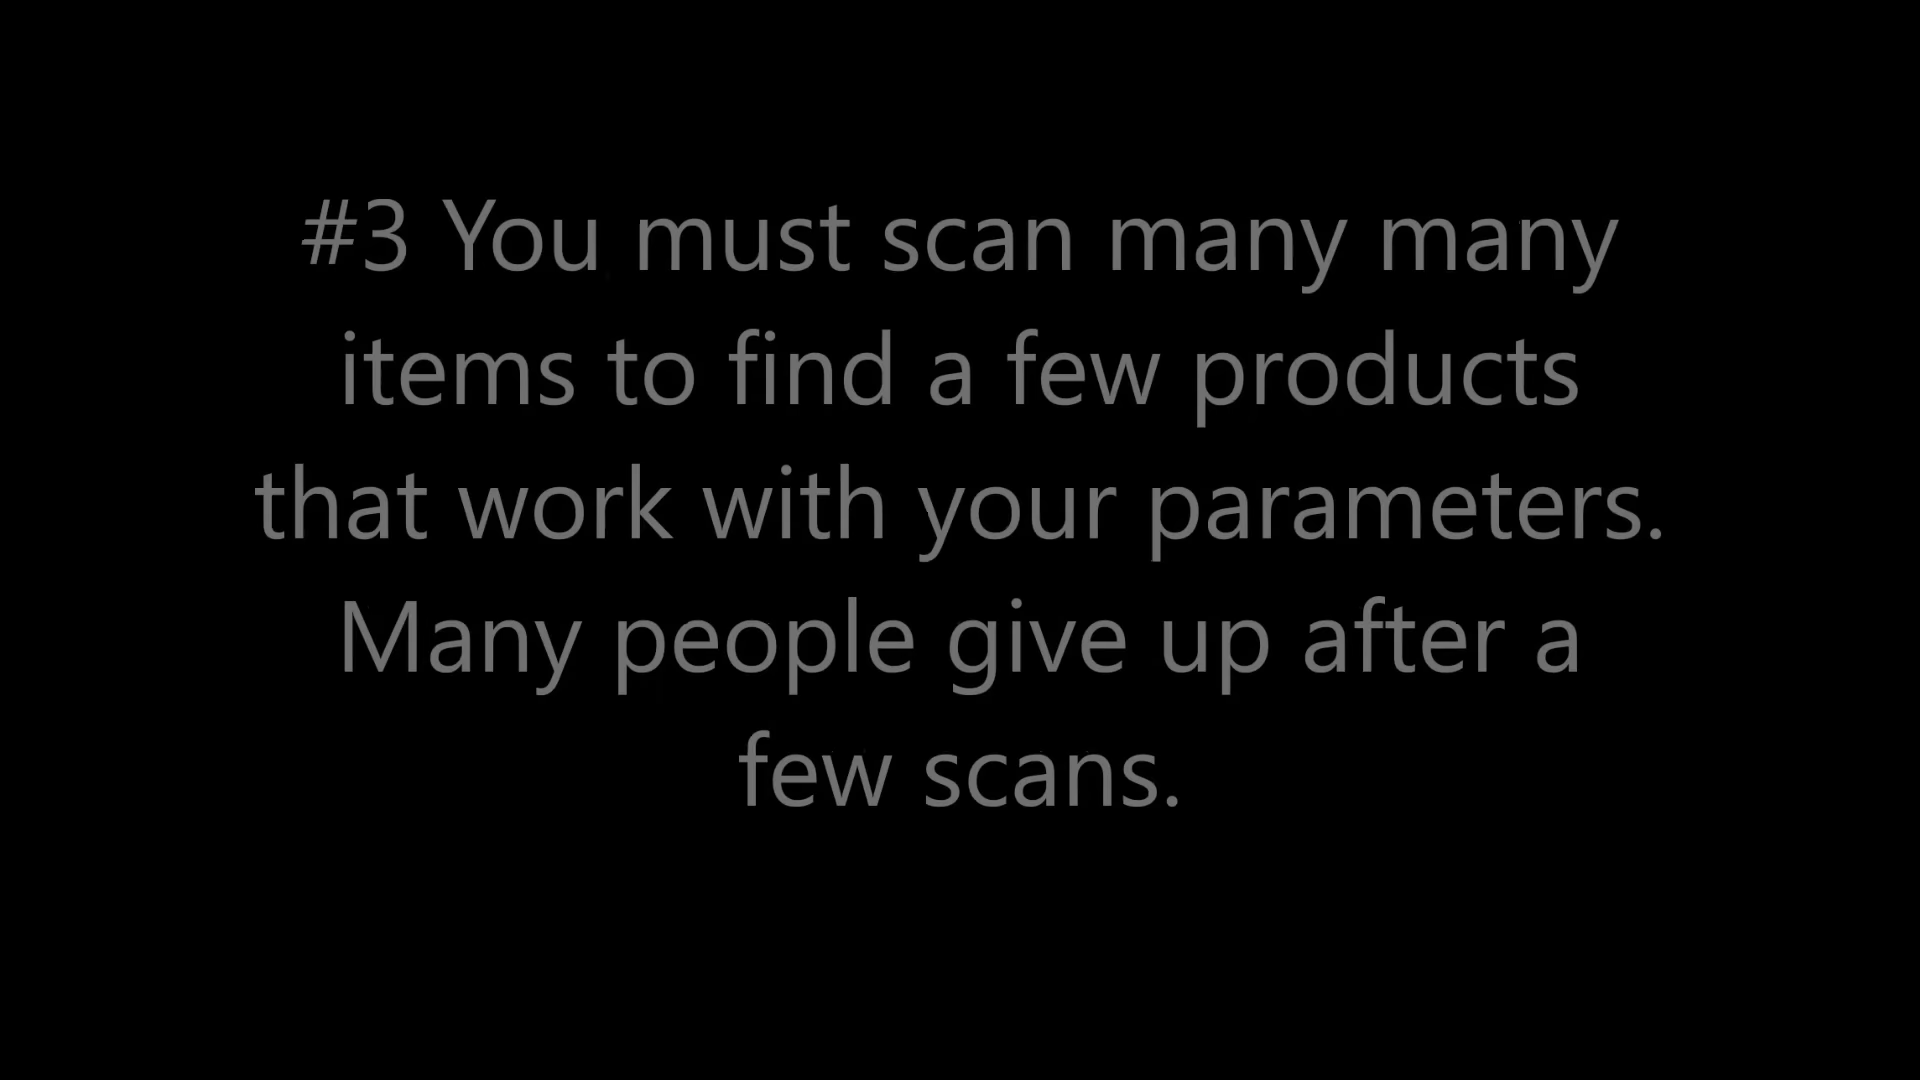 #3 You must scan many many
items to find a few products
that work with your parameters.
Many people give up after a
few scans.